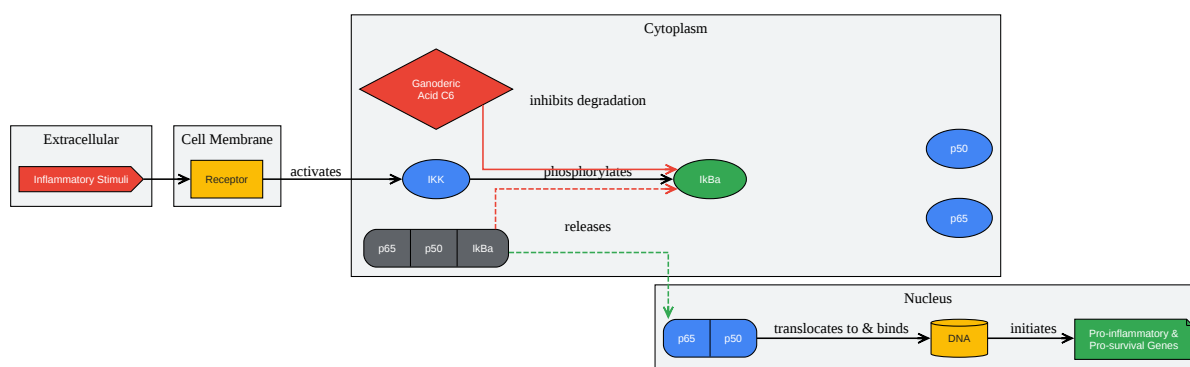 Cytoplasm
Ganoderic
Acid C6
inhibits degradation
Extracellular
Cell Membrane
Inflammatory Stimuli
Receptor
activates
IKK
phosphorylates
IkBa
p50
p65
releases
p65
p50
IkBa
Nucleus
p65
p50
translocates to & binds
DNA
initiates
Pro-inflammatory &
Pro-survival Genes